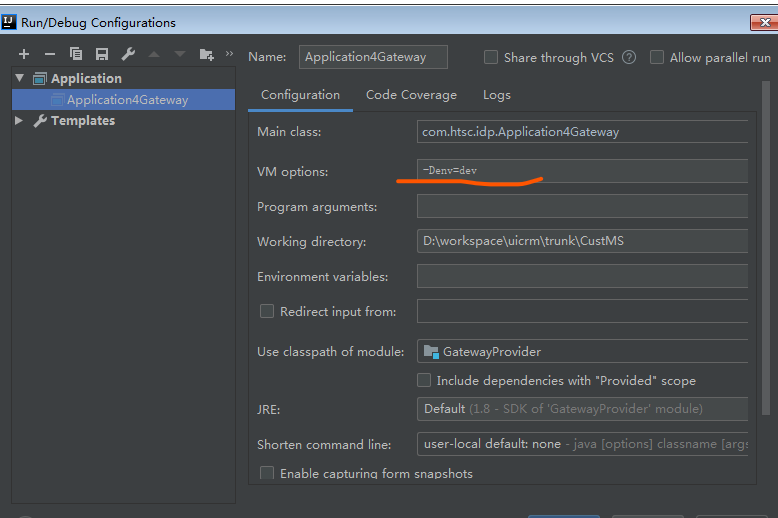 Run/Debug Configurations
Name: Application4Gateway Share through VCS ? Allow parallel run
Application
Application4Gateway
Templates
Configuration Code Coverage Logs
Main class: com.htsc.idp.Application4Gateway
VM options: -Denv=dev
Program arguments:
Working directory: D:\workspace\uicrm\trunk\CustMS
Environment variables:
Redirect input from:
Use classpath of module: GatewayProvider
Include dependencies with "Provided" scope
JRE: Default (1.8 - SDK of 'GatewayProvider' module)
Shorten command line: user-local default: none - java [options] classname [args
Enable capturing form snapshots